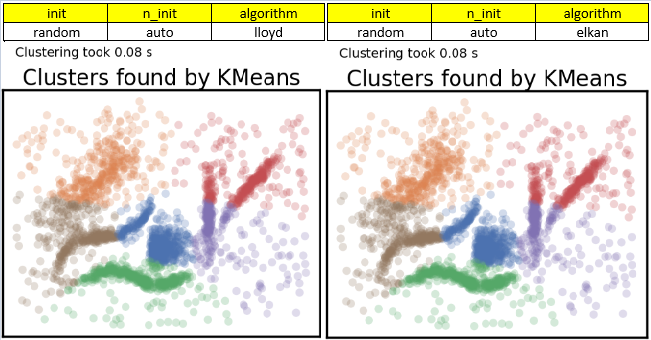 init n_init algorithm
random auto lloyd
Clustering took 0.08 s
Clusters found by KMeans
init n_init algorithm
random auto elkan
Clustering took 0.08 s
Clusters found by KMeans